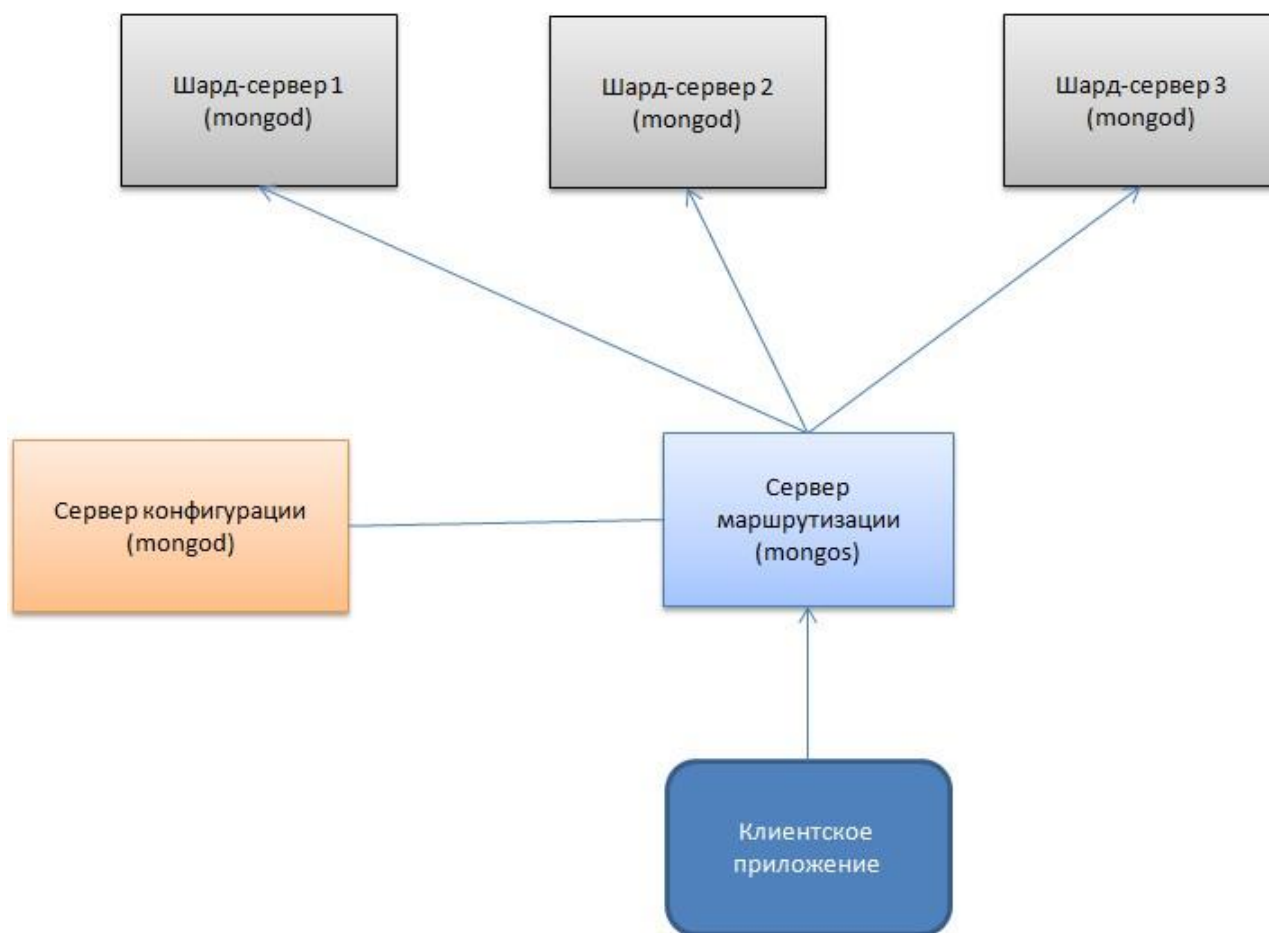 Шард-сервер 1
(mongod)
Шард-сервер 2
(mongod)
Шард-сервер 3
(mongod)
Сервер конфигурации
(mongod)
Сервер
маршрутизации
(mongos)
Клиентское
приложение